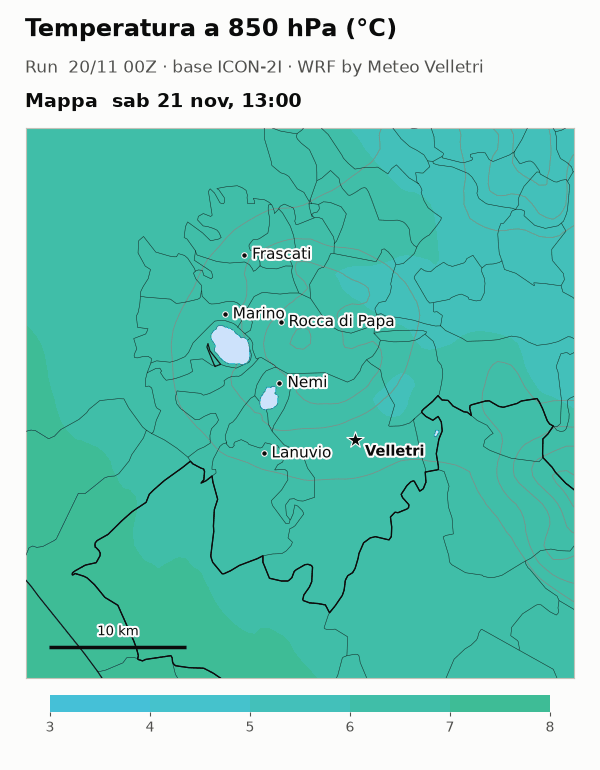 Temperatura a 850 hPa (°C)
Run  20/11 00Z · base ICON-2I · WRF by Meteo Velletri
Mappa  sab 21 nov, 13:00
Frascati
Marino
Rocca di Papa
Nemi
Velletri
Lanuvio
10 km
3 4 5 6 7 8